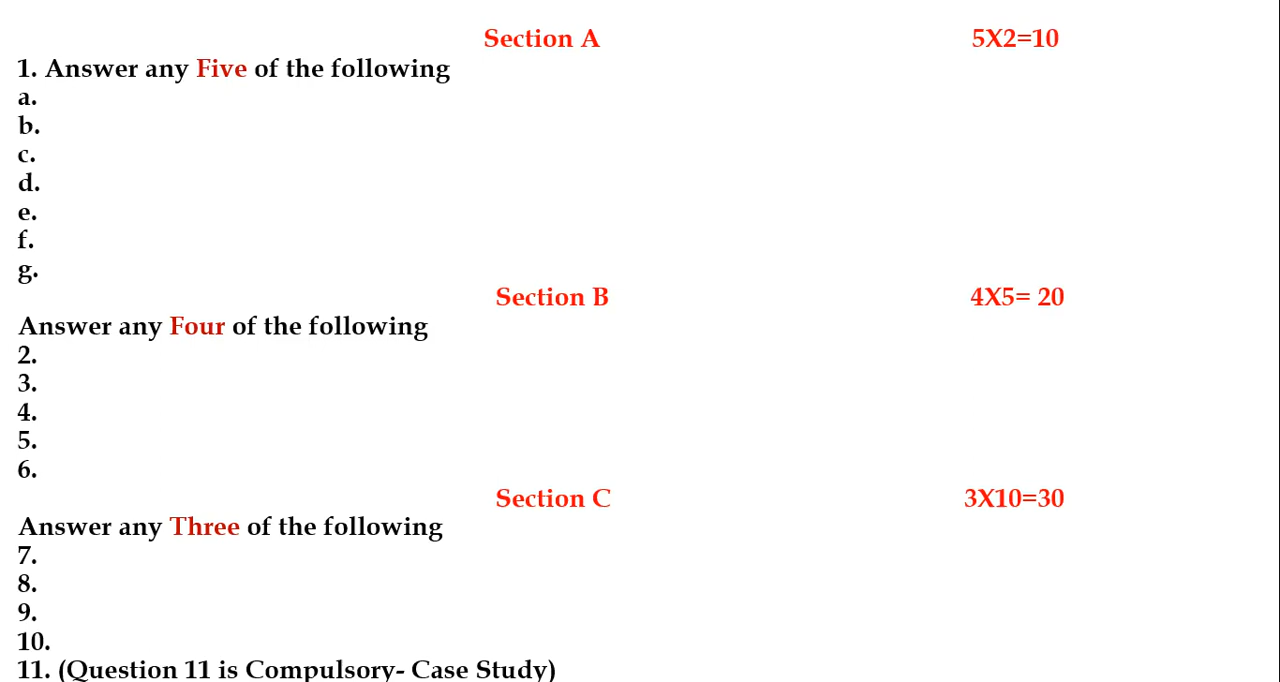 Section A 5X2=10
1. Answer any Five of the following
a.
b.
c.
d.
e.
f.
g.
Section B 4X5= 20
Answer any Four of the following
2.
3.
4.
5.
6.
Section C 3X10=30
Answer any Three of the following
7.
8.
9.
10.
11. (Question 11 is Compulsory- Case Study)